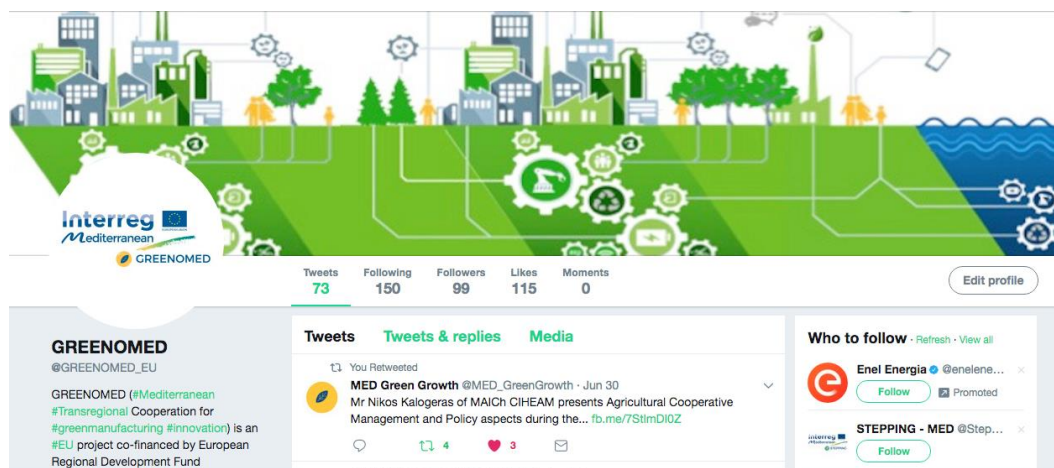 Interreg
Mediterranean
GREENOMED
Tweets Following Followers Likes Moments
73 150 99 115 0
Edit profile
GREENOMED
@GREENOMED_EU
GREENOMED (#Mediterranean
#Transregional Cooperation for
#greenmanufacturing #innovation) is an
#EU project co-financed by European
Regional Development Fund
Tweets Tweets & replies Media
You Retweeted
MED Green Growth @MED_GreenGrowth · Jun 30
Mr Nikos Kalogeras of MAICh CIHEAM presents Agricultural Cooperative
Management and Policy aspects during the... fb.me/7StlmDI0Z
4 3
Who to follow · Refresh · View all
Enel Energia @enelene...
Follow Promoted
STEPPING - MED @Step...
Follow